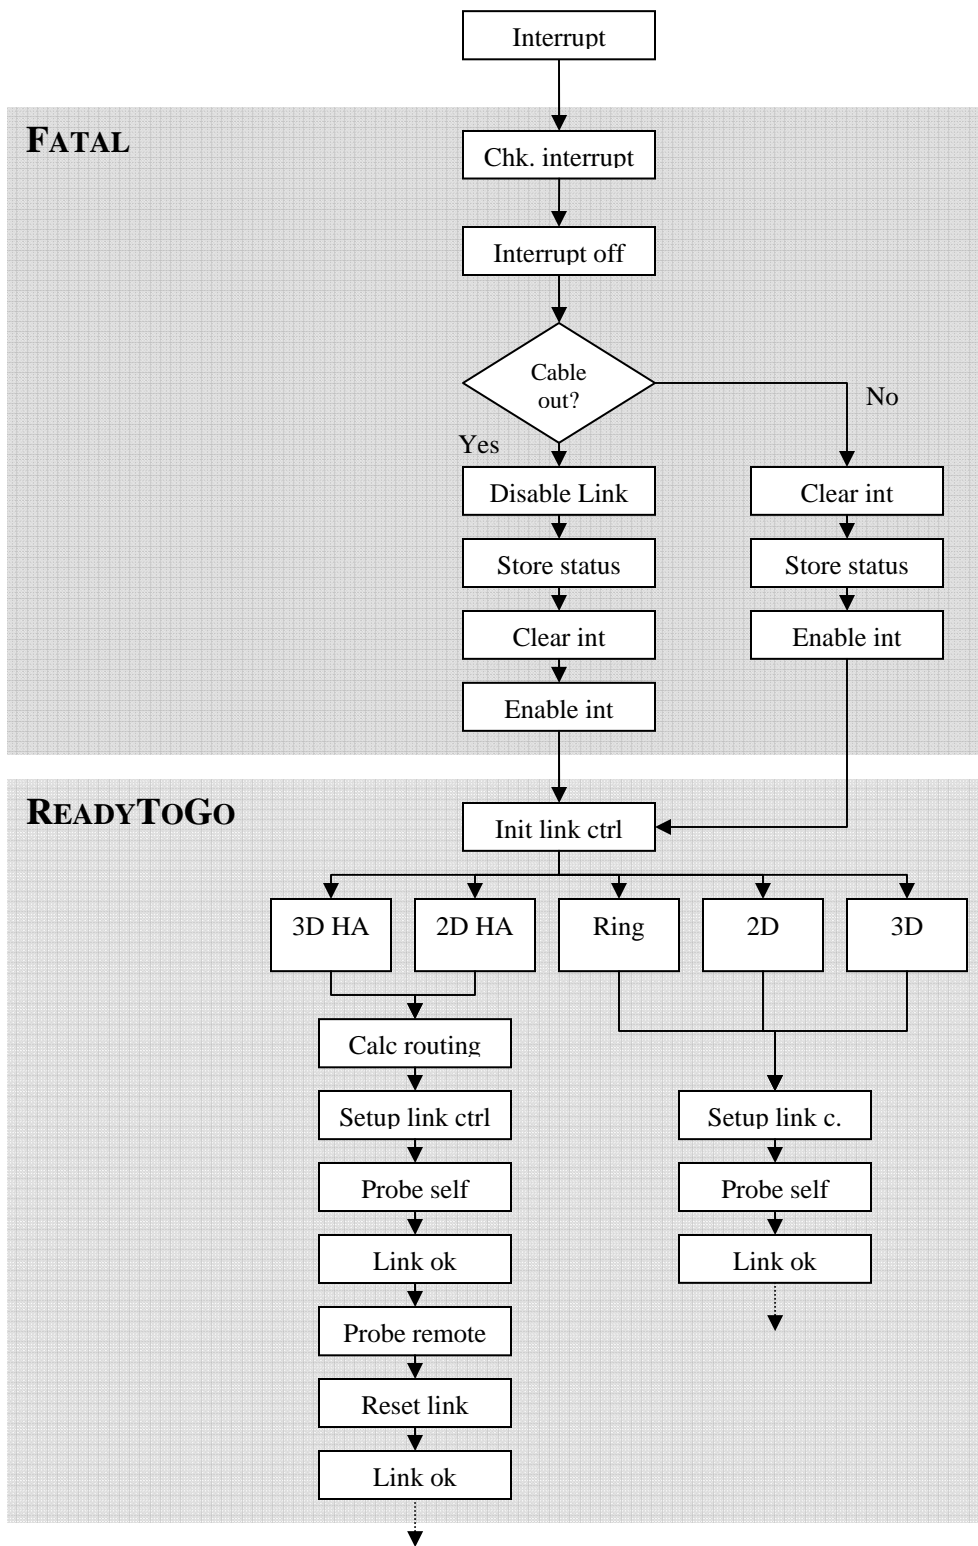 Interrupt
FATAL
Chk. interrupt
Interrupt off
Cable
out?
No
Yes
Disable Link
Clear int
Store status
Store status
Clear int
Enable int
Enable int
READYTOGO
Init link ctrl
3D HA
2D HA
Ring
2D
3D
Calc routing
Setup link ctrl
Setup link c.
Probe self
Probe self
Link ok
Link ok
Probe remote
Reset link
Link ok